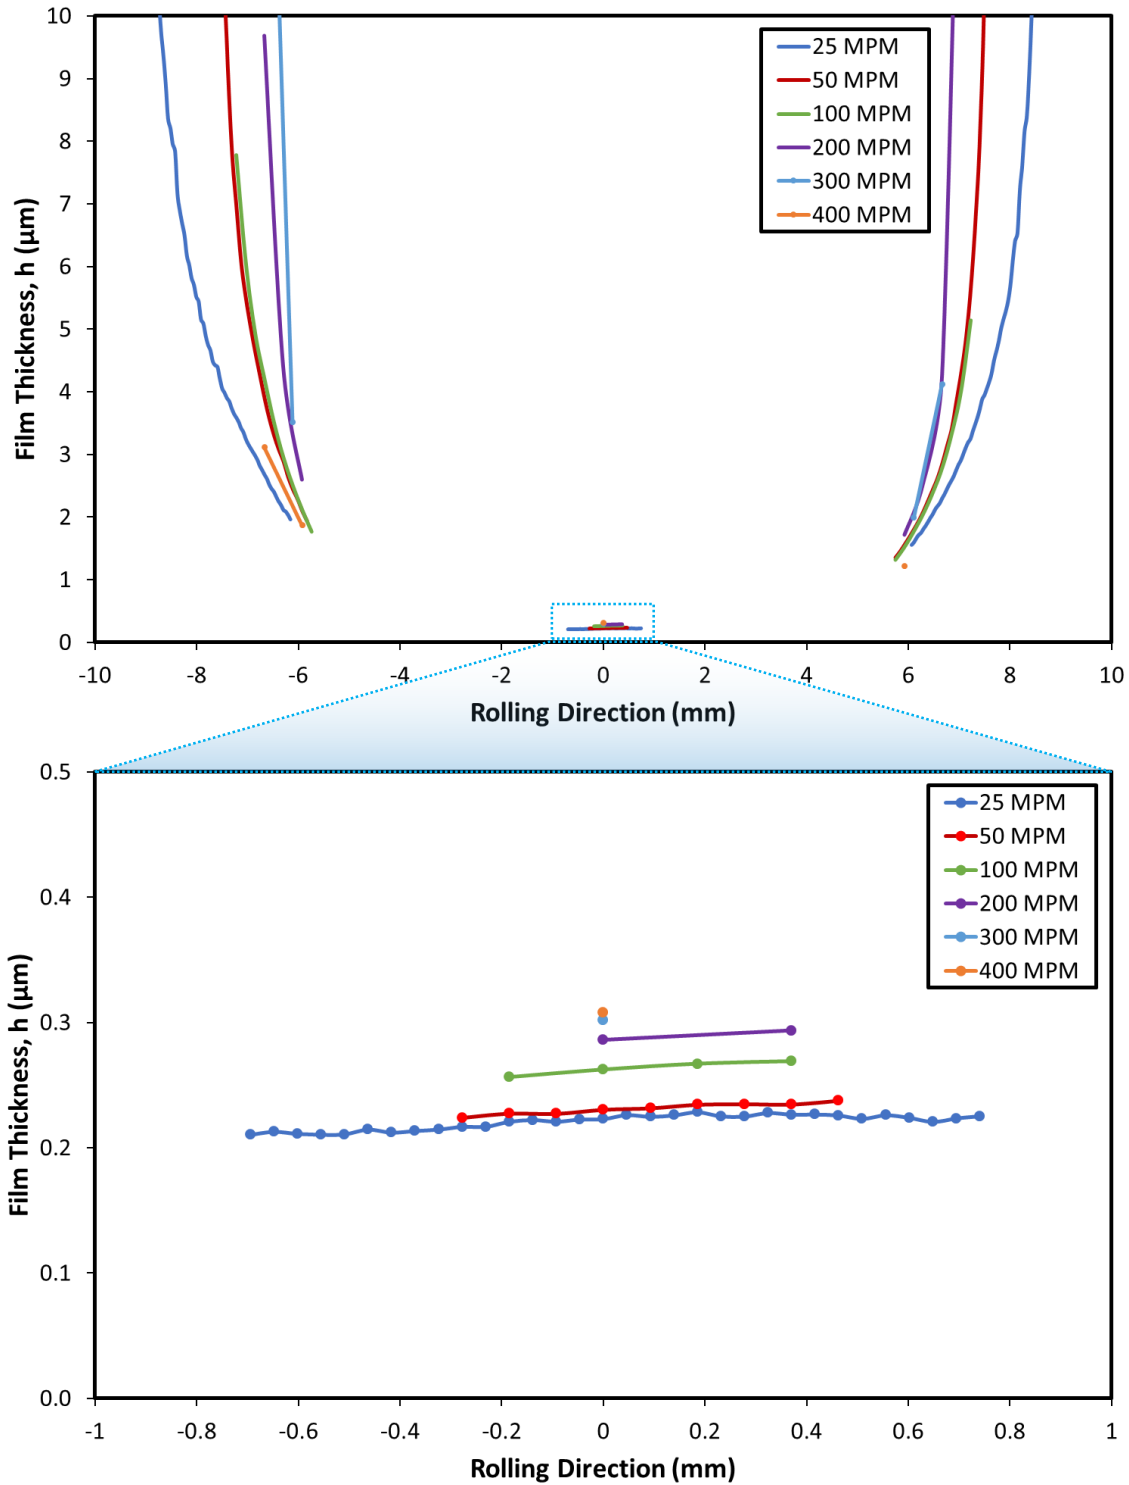 10
9
8
7
6
5
4
3
2
1
0
Film Thickness, h (μm)
25 MPM
50 MPM
100 MPM
200 MPM
300 MPM
400 MPM
-10 -8 -6 -4 -2 0 2 4 6 8 10
Rolling Direction (mm)
0.5
0.4
0.3
0.2
0.1
0.0
Film Thickness, h (μm)
25 MPM
50 MPM
100 MPM
200 MPM
300 MPM
400 MPM
-1 -0.8 -0.6 -0.4 -0.2 0 0.2 0.4 0.6 0.8 1
Rolling Direction (mm)